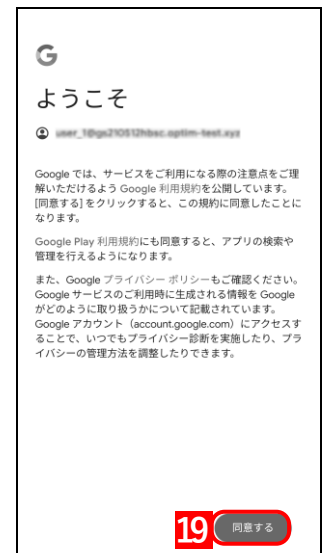 G
ようこそ
Google では、サービスをご利用になる際の注意点をご理
解いただけるよう Google 利用規約を公開しています。
[同意する] をクリックすると、この規約に同意したことに
なります。
Google Play 利用規約にも同意すると、アプリの検索や
管理を行えるようになります。
また、Google プライバシー ポリシーもご確認ください。
Google サービスのご利用時に生成される情報を Google
がどのように取り扱うかについて記載されています。
Google アカウント（account.google.com）にアクセスす
ることで、いつでもプライバシー診断を実施したり、プラ
イバシーの管理方法を調整したりできます。
19 同意する